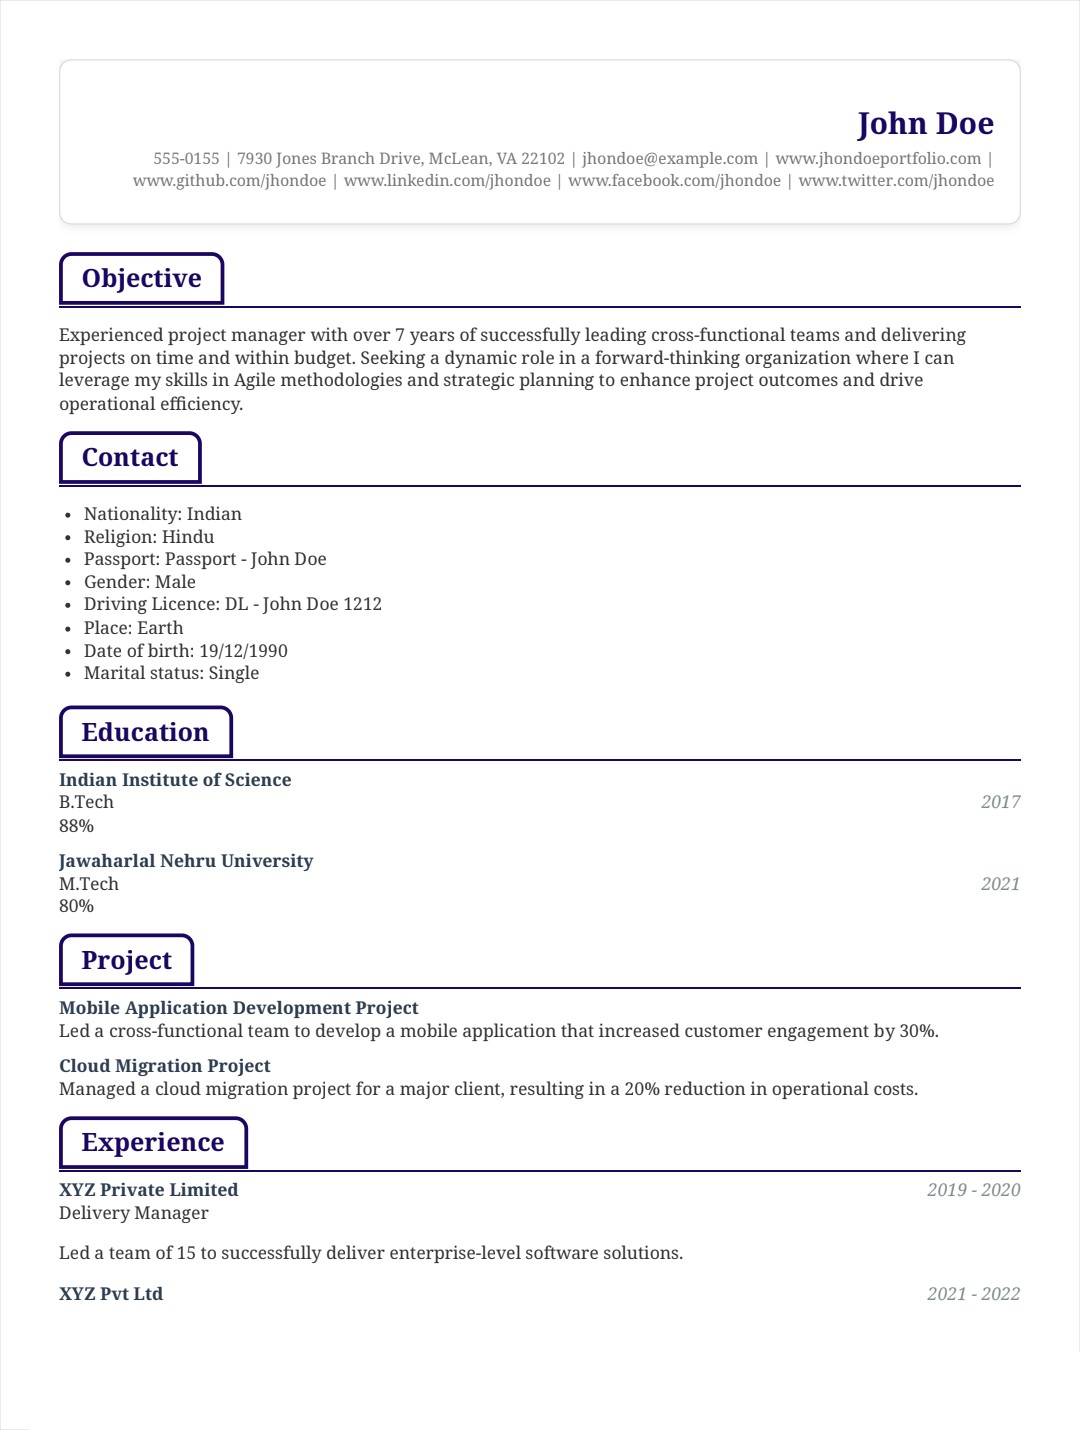 John Doe
555-0155 | 7930 Jones Branch Drive, McLean, VA 22102 | jhondoe@example.com | www.jhondoeportfolio.com |
www.github.com/jhondoe | www.linkedin.com/jhondoe | www.facebook.com/jhondoe | www.twitter.com/jhondoe
Objective
Experienced project manager with over 7 years of successfully leading cross-functional teams and delivering
projects on time and within budget. Seeking a dynamic role in a forward-thinking organization where I can
leverage my skills in Agile methodologies and strategic planning to enhance project outcomes and drive
operational efficiency.
Contact
• Nationality: Indian
• Religion: Hindu
• Passport: Passport - John Doe
• Gender: Male
• Driving Licence: DL - John Doe 1212
• Place: Earth
• Date of birth: 19/12/1990
• Marital status: Single
Education
Indian Institute of Science
B.Tech 2017
88%
Jawaharlal Nehru University
M.Tech 2021
80%
Project
Mobile Application Development Project
Led a cross-functional team to develop a mobile application that increased customer engagement by 30%.
Cloud Migration Project
Managed a cloud migration project for a major client, resulting in a 20% reduction in operational costs.
Experience
XYZ Private Limited 2019 - 2020
Delivery Manager
Led a team of 15 to successfully deliver enterprise-level software solutions.
XYZ Pvt Ltd 2021 - 2022